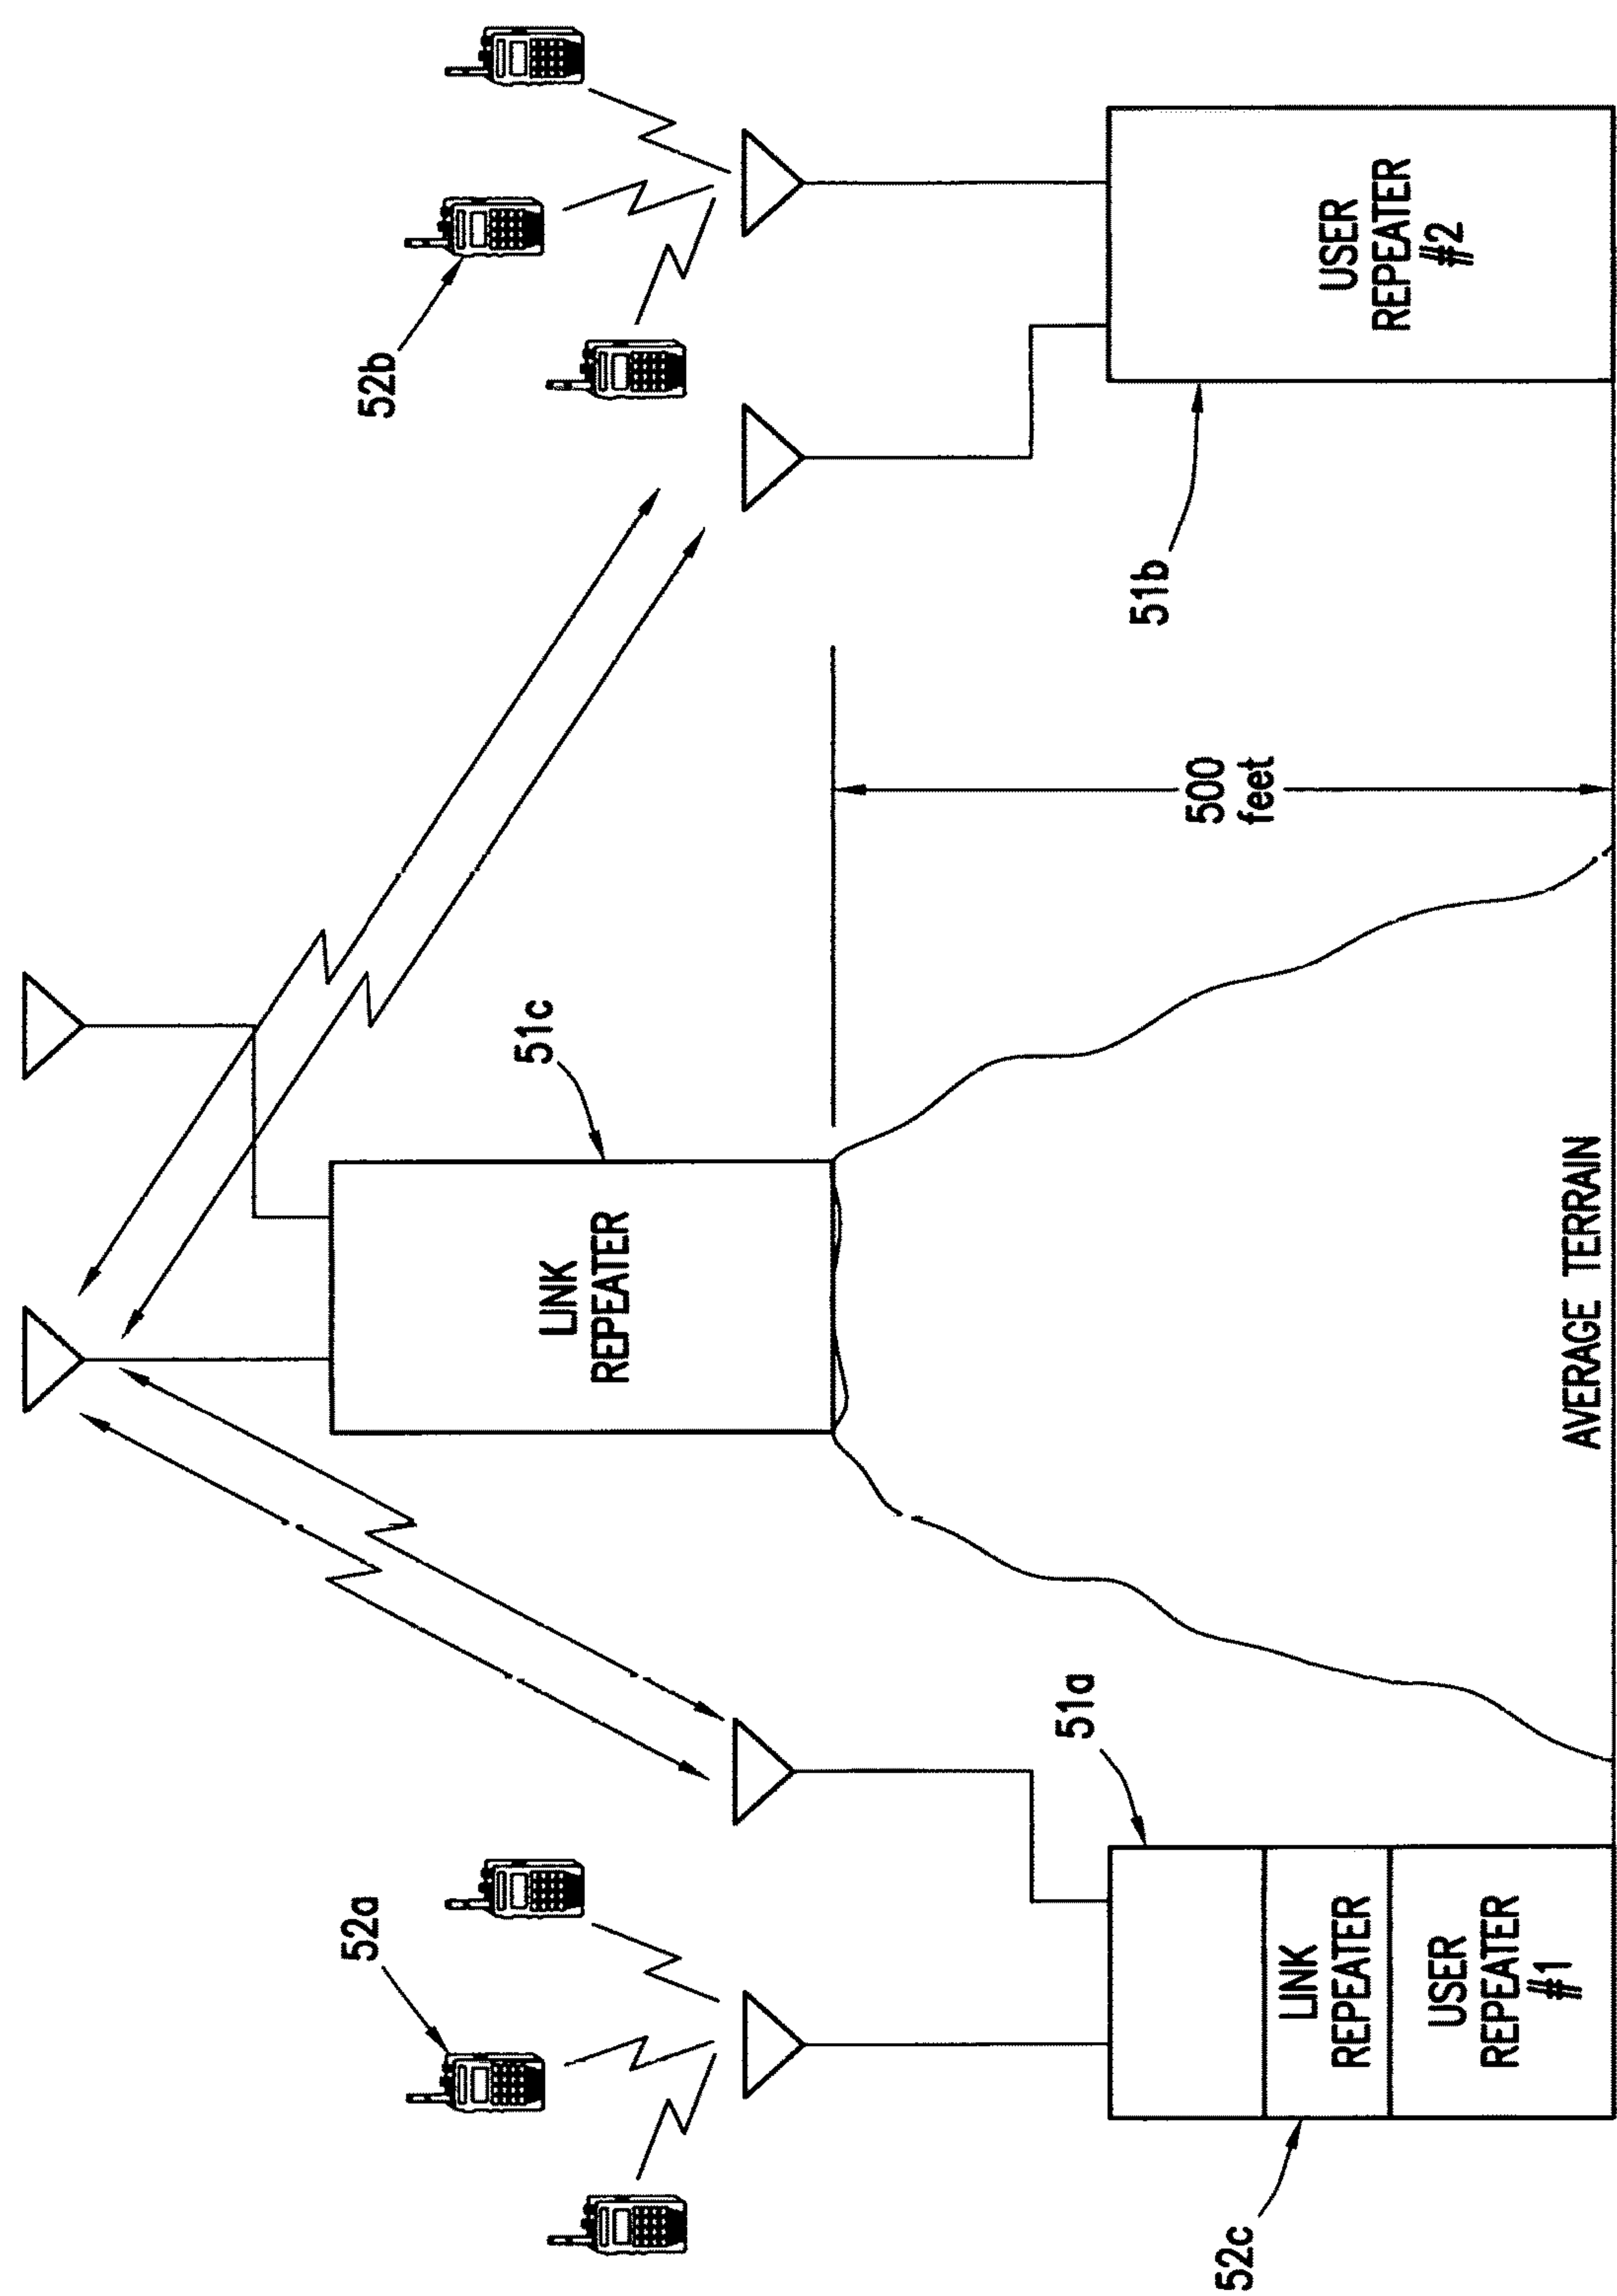 52a
52b
51c
LINK
REPEATER
51a
51b
500
feet
52c
LINK
REPEATER
USER
REPEATER
#1
USER
REPEATER
#2
AVERAGE TERRAIN